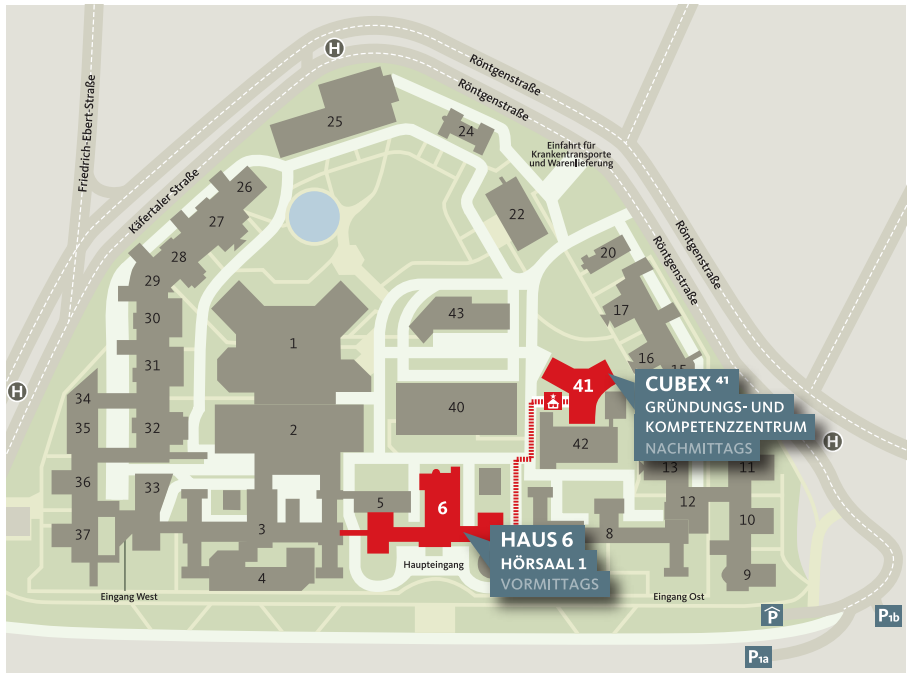 H
Röntgenstraße
Röntgenstraße
Friedrich-Ebert-Straße
25
24
Einfahrt für
Krankentransporte
und Warenlieferung
Käfertaler Straße
26
27
22
28
20
Röntgenstraße
Röntgenstraße
29
30
43
17
1
31
16
41
CUBEX 41
GRÜNDUNGS- UND
KOMPETENZZENTRUM
NACHMITTAGS
H
34
40
35
32
2
42
H
36
33
13
11
5
6
12
37
3
HAUS 6
HÖRSAAL 1
VORMITTAGS
8
10
Haupteingang
4
9
Eingang West
Eingang Ost
P
P1b
P1a